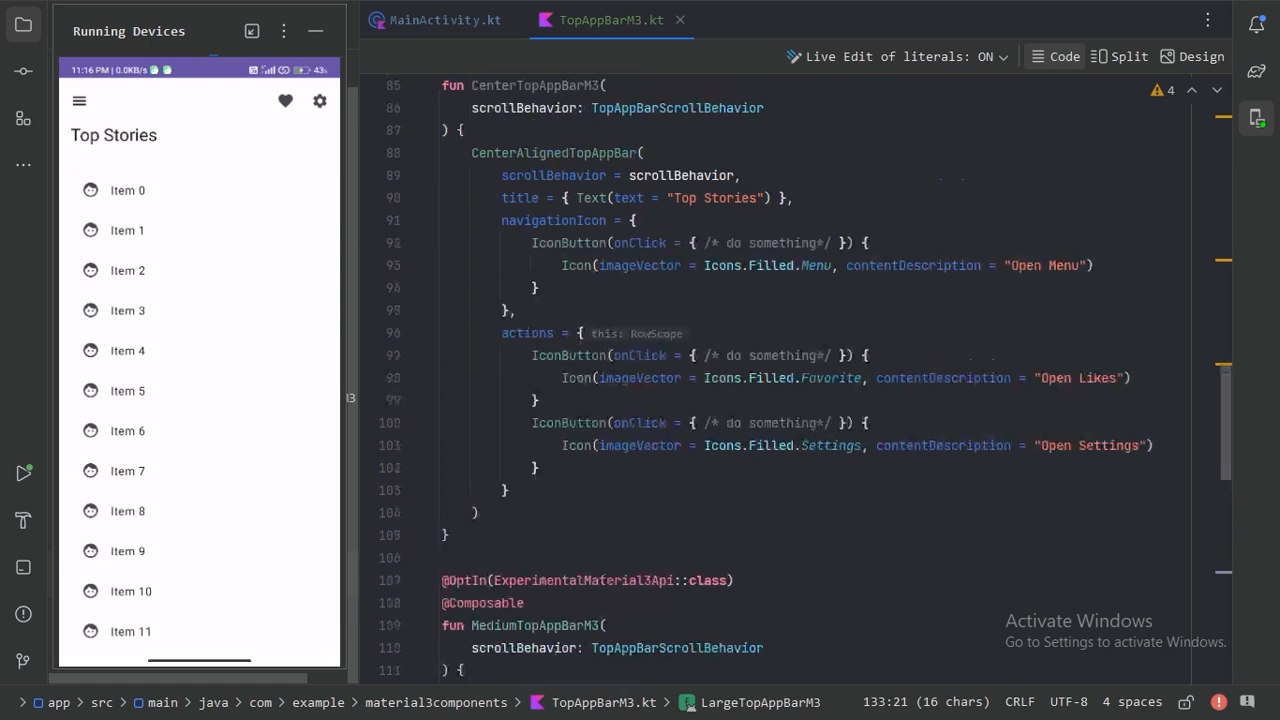 Running Devices
MainActivity.kt
TopAppBarM3.kt
Live Edit of literals: ON
Code
Split
Design
11:16 PM | 0.0KB/s
43%
Top Stories
Item 0
Item 1
Item 2
Item 3
Item 4
Item 5
Item 6
Item 7
Item 8
Item 9
Item 10
Item 11
M3
4
85 fun CenterTopAppBarM3(
86 scrollBehavior: TopAppBarScrollBehavior
87 ) {
88 CenterAlignedTopAppBar(
89 scrollBehavior = scrollBehavior,
90 title = { Text(text = "Top Stories") },
91 navigationIcon = {
92 IconButton(onClick = { /* do something*/ }) {
93 Icon(imageVector = Icons.Filled.Menu, contentDescription = "Open Menu")
94 }
95 },
96 actions = { this: RowScope
97 IconButton(onClick = { /* do something*/ }) {
98 Icon(imageVector = Icons.Filled.Favorite, contentDescription = "Open Likes")
99 }
100 IconButton(onClick = { /* do something*/ }) {
101 Icon(imageVector = Icons.Filled.Settings, contentDescription = "Open Settings")
102 }
103 }
104 )
105 }
106
107 @OptIn(ExperimentalMaterial3Api::class)
108 @Composable
109 fun MediumTopAppBarM3(
110 scrollBehavior: TopAppBarScrollBehavior
111 ) {
Activate Windows
Go to Settings to activate Windows.
app > src > main > java > com > example > material3components > TopAppBarM3.kt > LargeTopAppBarM3
133:21 (16 chars) CRLF UTF-8 4 spaces